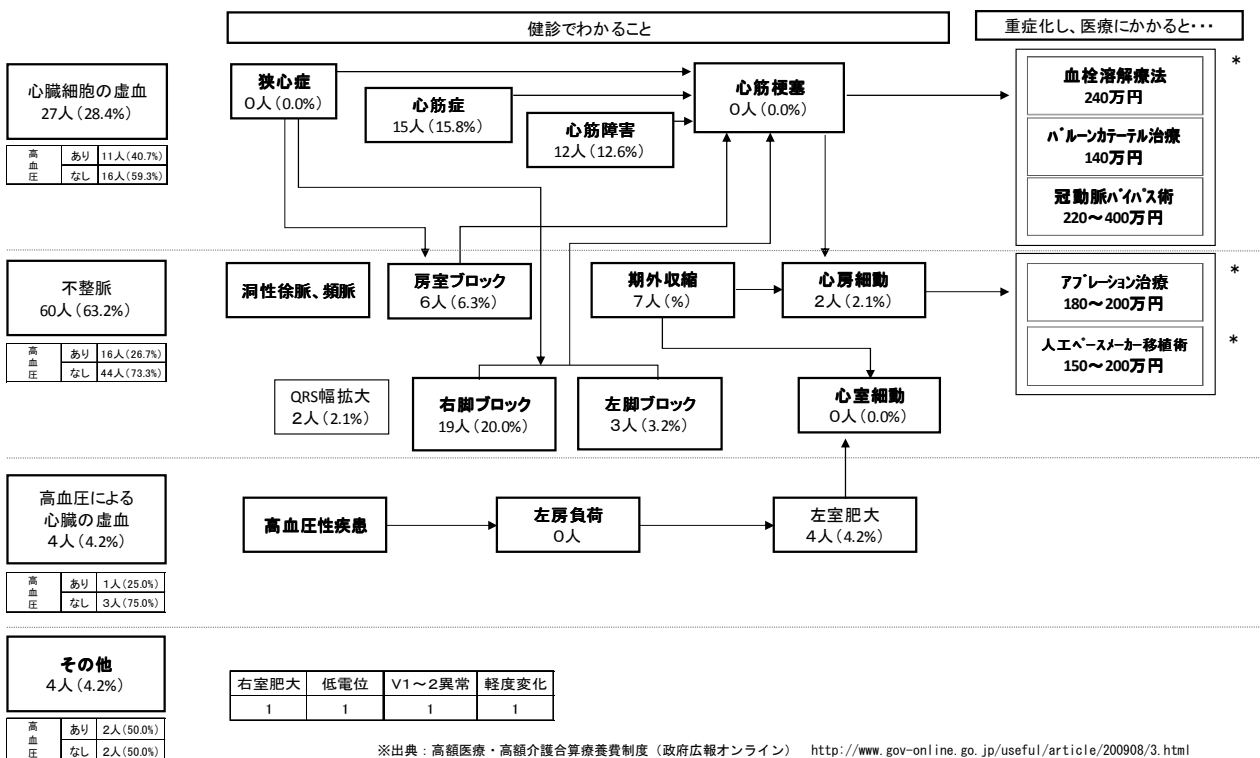 健診でわかること
重症化し、医療にかかると・・・
心臓細胞の虚血
27人(28.4%)
高血圧
あり 11人(40.7%)
なし 16人(59.3%)
狭心症
0人(0.0%)
心筋症
15人(15.8%)
心筋障害
12人(12.6%)
心筋梗塞
0人(0.0%)
血栓溶解療法
240万円
バルーンカテーテル治療
140万円
冠動脈バイパス術
220～400万円
*
不整脈
60人(63.2%)
高血圧
あり 16人(26.7%)
なし 44人(73.3%)
洞性徐脈、頻脈
房室ブロック
6人(6.3%)
期外収縮
7人(%)
心房細動
2人(2.1%)
アブレーション治療
180～200万円
*
人工ペースメーカー移植術
150～200万円
*
QRS幅拡大
2人(2.1%)
右脚ブロック
19人(20.0%)
左脚ブロック
3人(3.2%)
心室細動
0人(0.0%)
高血圧による
心臓の虚血
4人(4.2%)
高血圧
あり 1人(25.0%)
なし 3人(75.0%)
高血圧性疾患
左房負荷
0人
左室肥大
4人(4.2%)
その他
4人(4.2%)
高血圧
あり 2人(50.0%)
なし 2人(50.0%)
右室肥大 低電位 V1～2異常 軽度変化
1 1 1 1
※出典：高額医療・高額介護合算療養費制度（政府広報オンライン） http://www.gov-online.go.jp/useful/article/200908/3.html